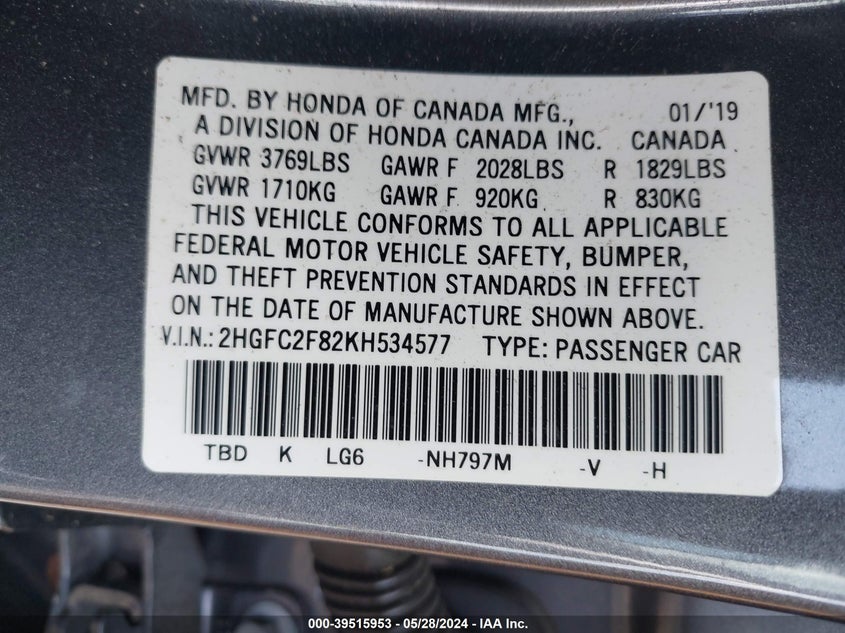 MFD. BY HONDA OF CANADA MFG., 01/'19
A DIVISION OF HONDA CANADA INC. CANADA
GVWR 3769LBS GAWR F 2028LBS R 1829LBS
GVWR 1710KG GAWR F 920KG R 830KG
THIS VEHICLE CONFORMS TO ALL APPLICABLE
FEDERAL MOTOR VEHICLE SAFETY, BUMPER,
AND THEFT PREVENTION STANDARDS IN EFFECT
ON THE DATE OF MANUFACTURE SHOWN ABOVE.
V.I.N.: 2HGFC2F82KH534577 TYPE: PASSENGER CAR
TBD K LG6 -NH797M -V -H
000-39515953 - 05/28/2024 - IAA Inc.